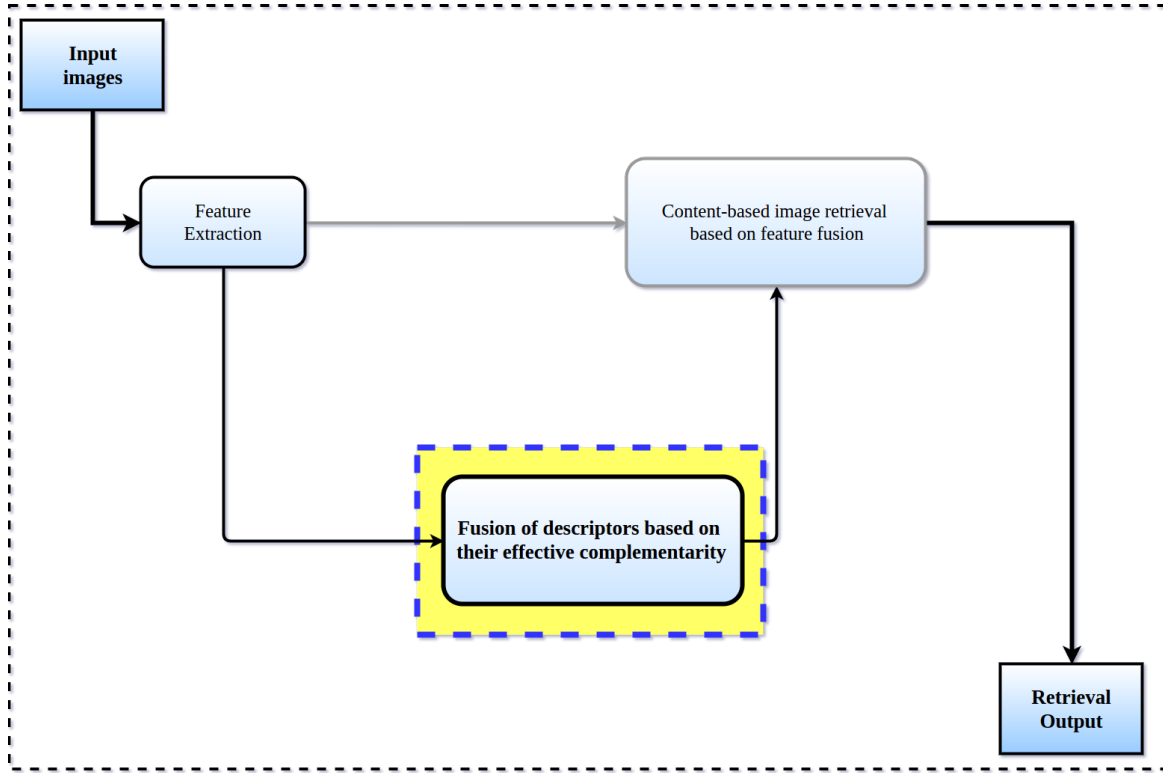 Input
images
Feature
Extraction
Content-based image retrieval
based on feature fusion
Fusion of descriptors based on
their effective complementarity
Retrieval
Output